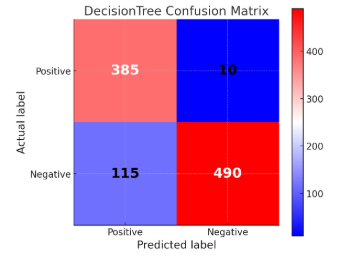 DecisionTree Confusion Matrix
Actual label
Positive
385
10
Negative
115
490
Positive
Negative
Predicted label
400
300
200
100